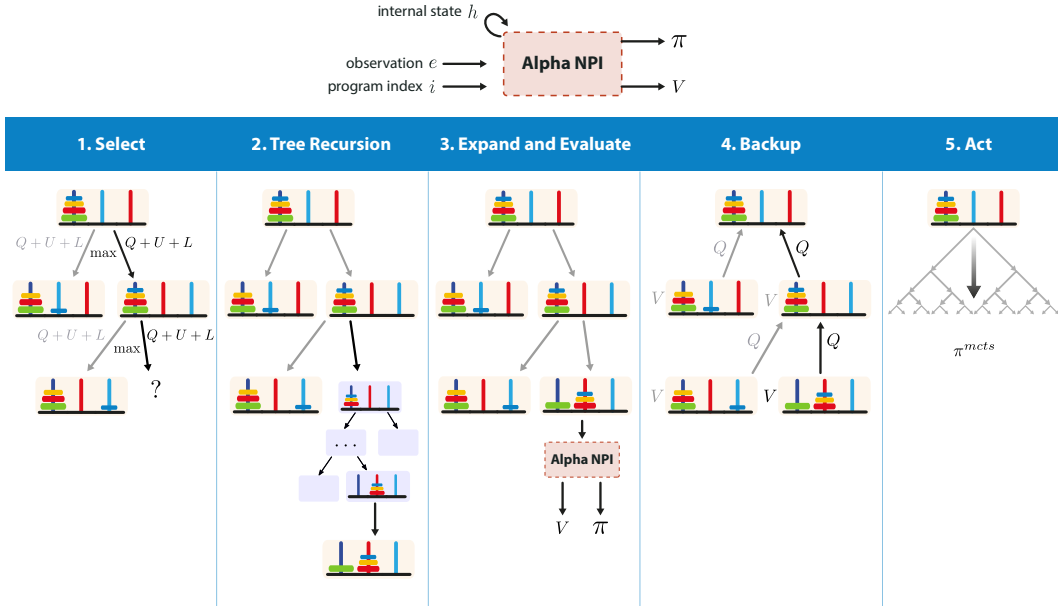 internal state h
observation e
program index i
Alpha NPI
π
V
1. Select
2. Tree Recursion
3. Expand and Evaluate
4. Backup
5. Act
Q + U + L
max
Q + U + L
Q + U + L
max
Q + U + L
?
...
Alpha NPI
V
π
Q
Q
V
V
Q
Q
V
V
π^{mcts}